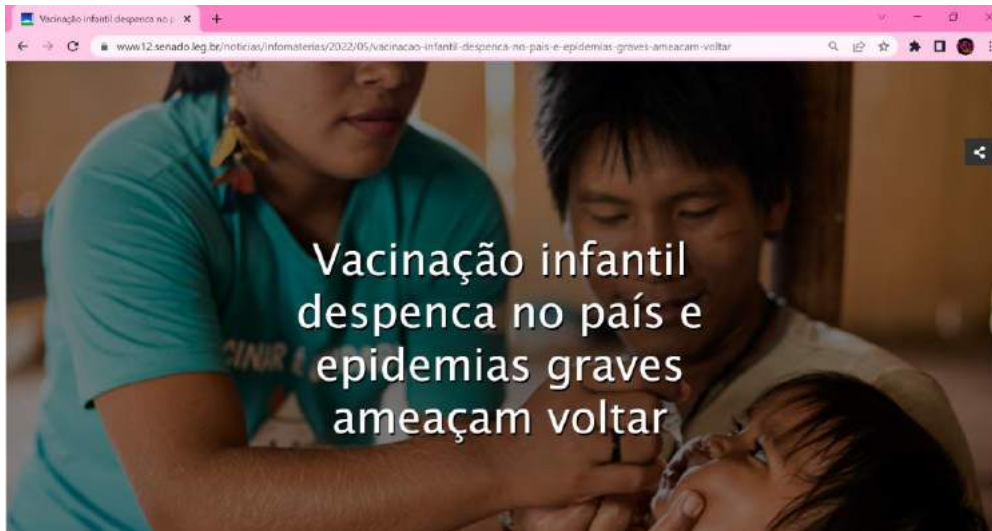 Vacinação infantil despenca no p
www12.senado.leg.br/noticias/infomaterias/2022/05/vacinacao-infantil-despenca-no-pais-e-epidemias-graves-ameacam-voltar
Vacinação infantil
despenca no país e
epidemias graves
ameaçam voltar